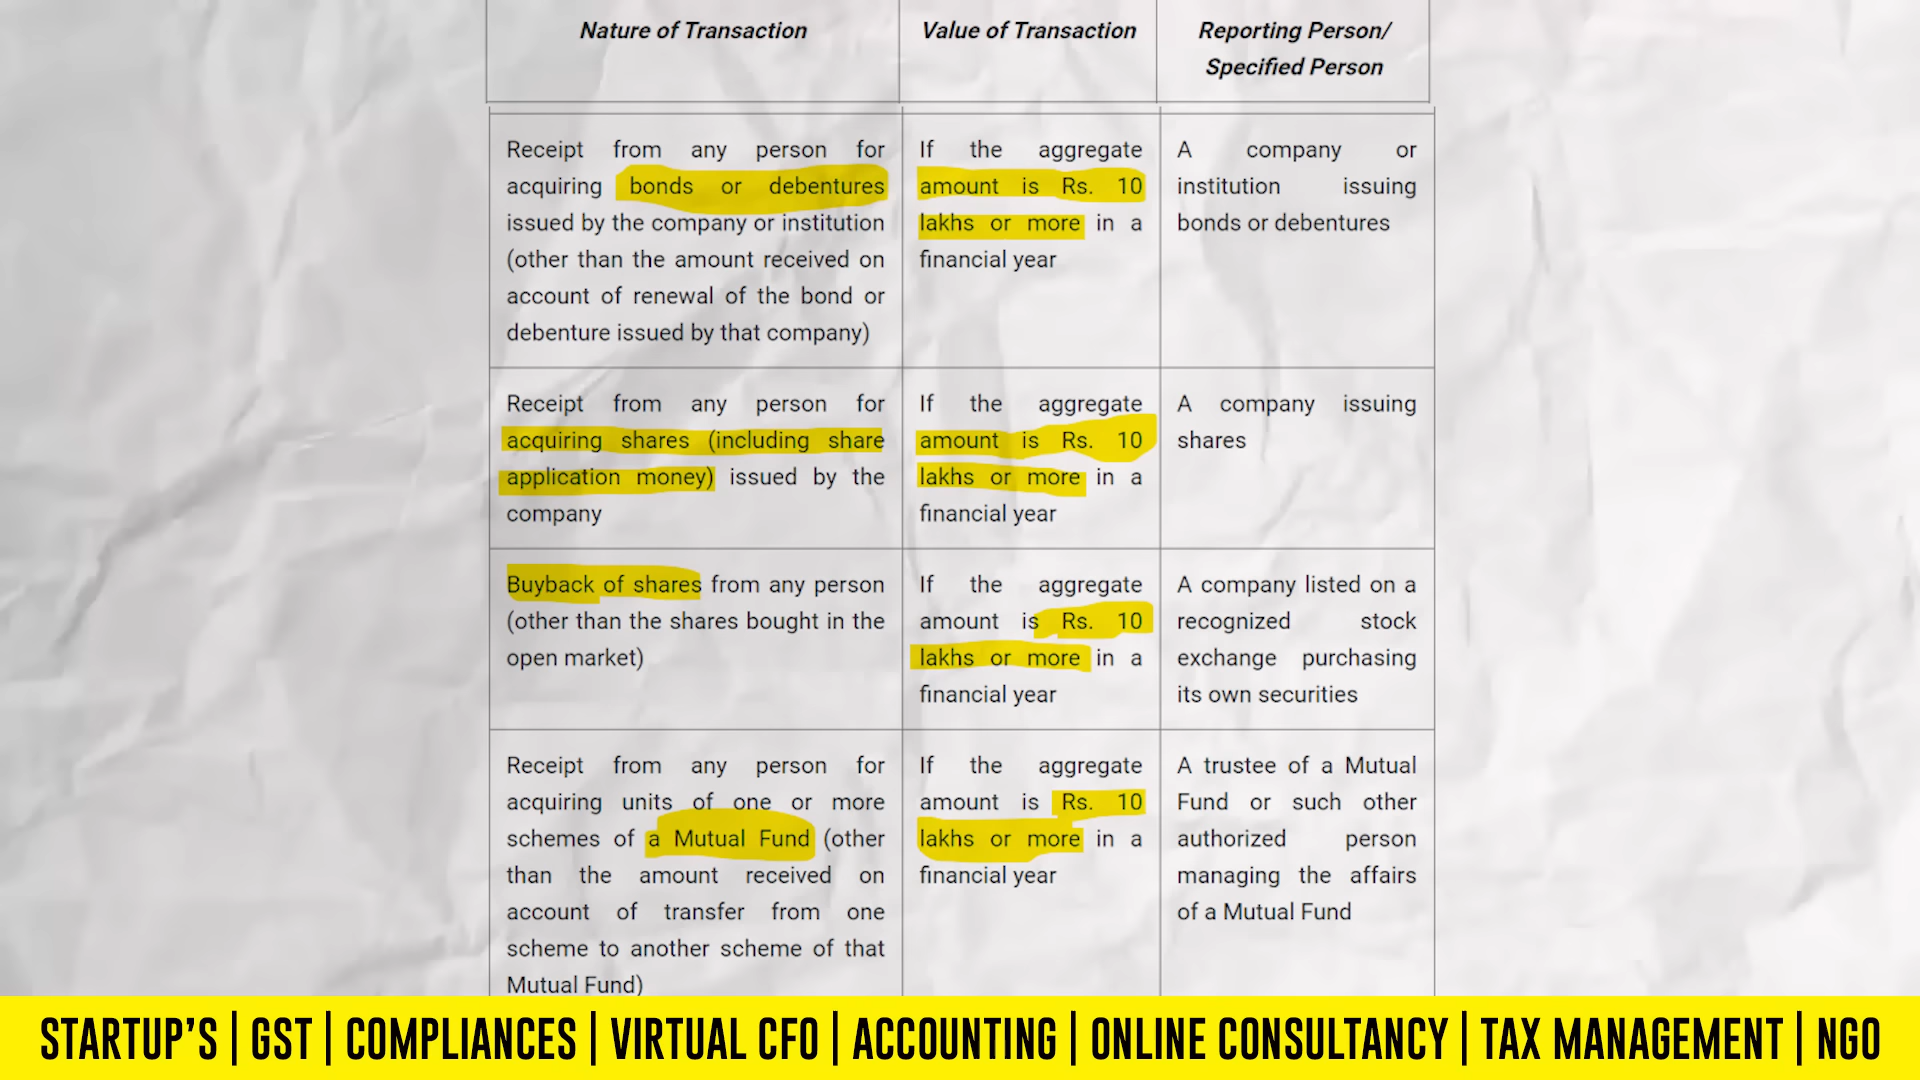 Nature of Transaction
Value of Transaction
Reporting Person/
Specified Person
Receipt from any person for
acquiring bonds or debentures
issued by the company or institution
(other than the amount received on
account of renewal of the bond or
debenture issued by that company)
If the aggregate
amount is Rs. 10
lakhs or more in a
financial year
A company or
institution issuing
bonds or debentures
Receipt from any person for
acquiring shares (including share
application money) issued by the
company
If the aggregate
amount is Rs. 10
lakhs or more in a
financial year
A company issuing
shares
Buyback of shares from any person
(other than the shares bought in the
open market)
If the aggregate
amount is Rs. 10
lakhs or more in a
financial year
A company listed on a
recognized stock
exchange purchasing
its own securities
Receipt from any person for
acquiring units of one or more
schemes of a Mutual Fund (other
than the amount received on
account of transfer from one
scheme to another scheme of that
Mutual Fund)
If the aggregate
amount is Rs. 10
lakhs or more in a
financial year
A trustee of a Mutual
Fund or such other
authorized person
managing the affairs
of a Mutual Fund
STARTUP'S | GST | COMPLIANCES | VIRTUAL CFO | ACCOUNTING | ONLINE CONSULTANCY | TAX MANAGEMENT | NGO